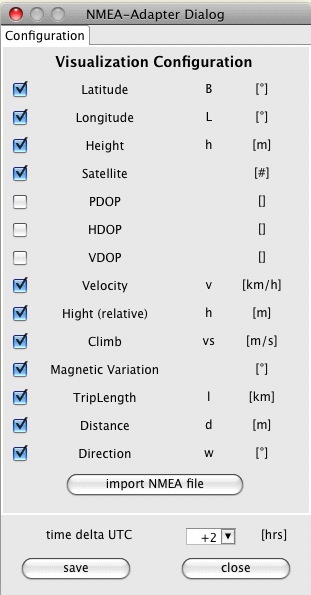 NMEA-Adapter Dialog
Configuration
Visualization Configuration
Latitude B [°]
Longitude L [°]
Height h [m]
Satellite [#]
PDOP []
HDOP []
VDOP []
Velocity v [km/h]
Hight (relative) h [m]
Climb vs [m/s]
Magnetic Variation [°]
TripLength l [km]
Distance d [m]
Direction w [°]
import NMEA file
time delta UTC +2 [hrs]
save close